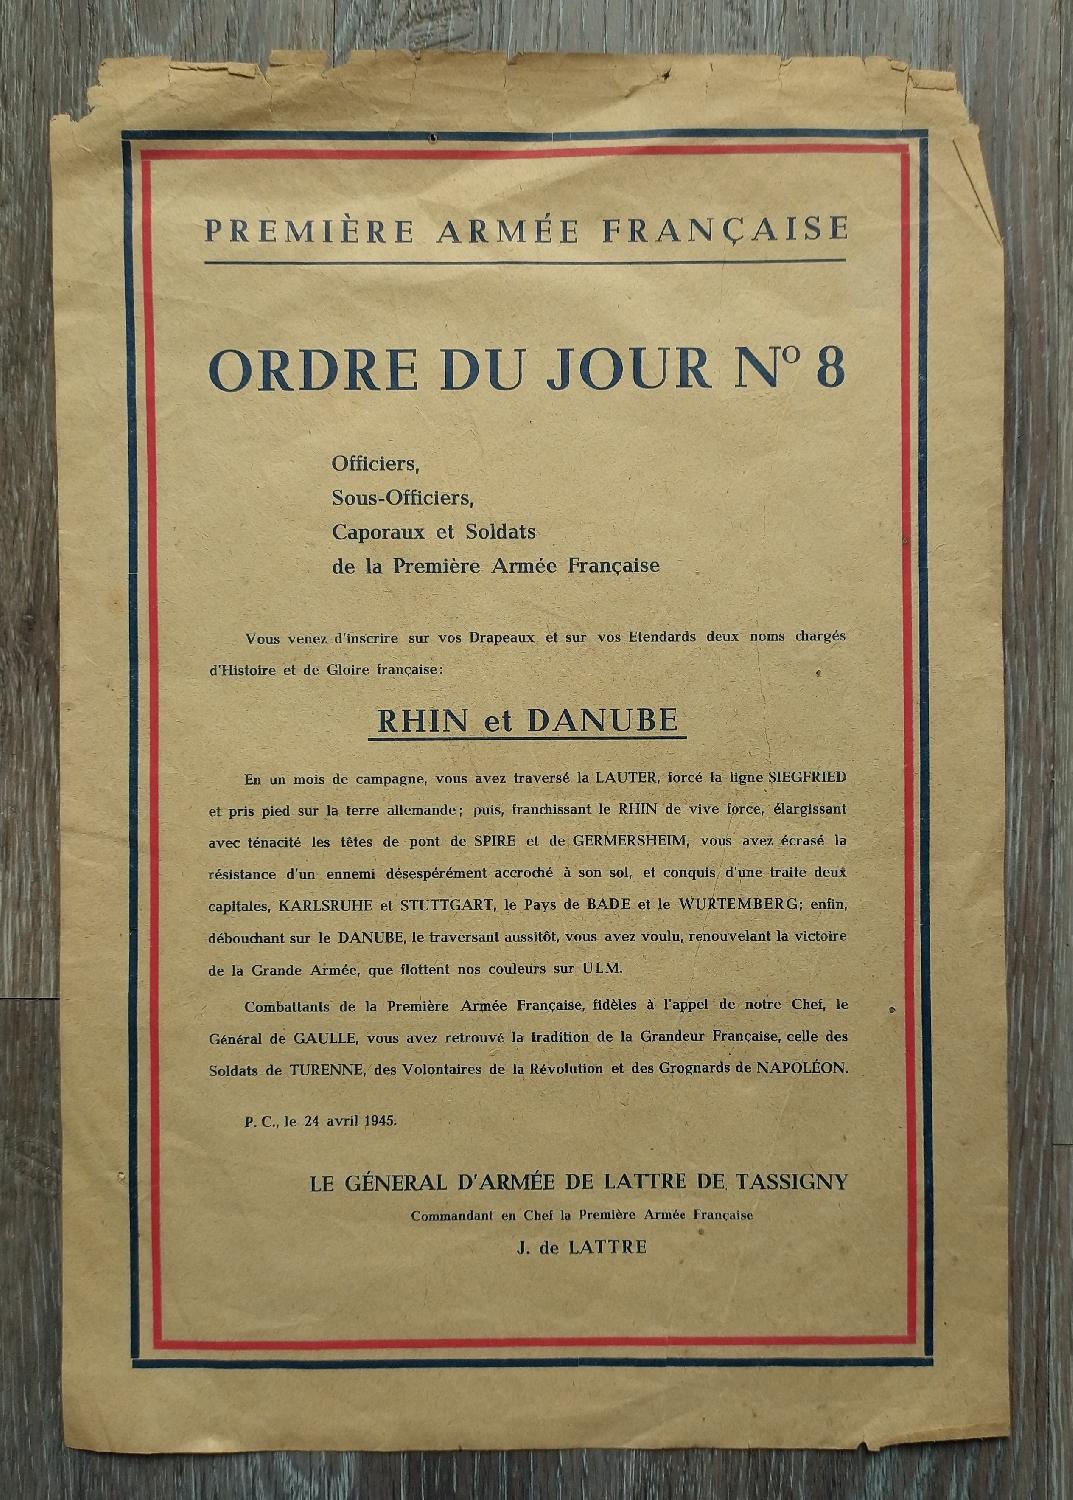 PREMIÈRE ARMÉE FRANÇAISE
ORDRE DU JOUR Nº 8
Officiers,
Sous-Officiers,
Caporaux et Soldats
de la Première Armée Française
Vous venez d'inscrire sur vos Drapeaux et sur vos Etendards deux noms chargés
d'Histoire et de Gloire française:
RHIN et DANUBE
En un mois de campagne, vous avez traversé la LAUTER, forcé la ligne SIEGFRIED
et pris pied sur la terre allemande; puis, franchissant le RHIN de vive force, élargissant
avec ténacité les têtes de pont de SPIRE et de GERMERSHEIM, vous avez écrasé la
résistance d'un ennemi désespérément accroché à son sol, et conquis d'une traite deux
capitales, KARLSRUHE et STUTTGART, le Pays de BADE et le WURTEMBERG; enfin,
débouchant sur le DANUBE, le traversant aussitôt, vous avez voulu, renouvelant la victoire
de la Grande Armée, que flottent nos couleurs sur ULM.
Combattants de la Première Armée Française, fidèles à l'appel de notre Chef, le
Général de GAULLE, vous avez retrouvé la tradition de la Grandeur Française, celle des
Soldats de TURENNE, des Volontaires de la Révolution et des Grognards de NAPOLÉON.
P. C., le 24 avril 1945.
LE GÉNERAL D'ARMÉE DE LATTRE DE TASSIGNY
Commandant en Chef la Première Armée Française
J. de LATTRE